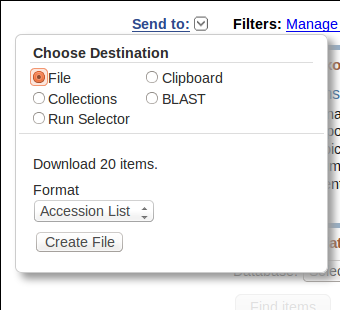 Send to: Filters: Manage
Choose Destination
File Clipboard
Collections BLAST
Run Selector
Download 20 items.
Format
Accession List
Create File
Database:
Find items